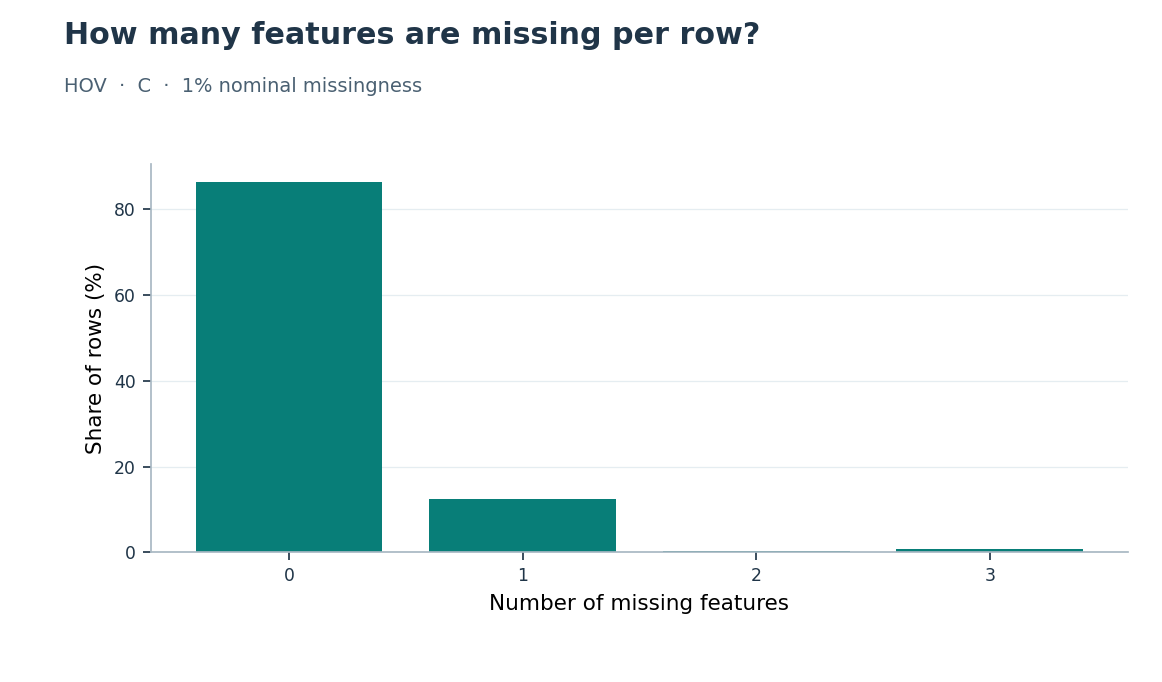 How many features are missing per row?
HOV · C · 1% nominal missingness
Share of rows (%)
80
60
40
20
0
0 1 2 3
Number of missing features